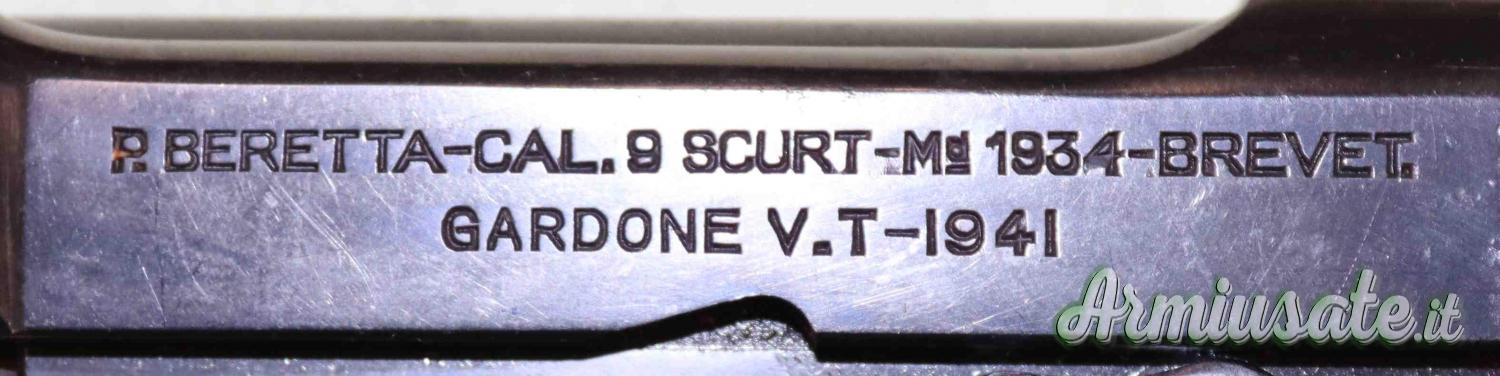 P. BERETTA-CAL. 9 SCURT-Mᵒ 1934-BREVET.
GARDONE V.T-1941
Armiusate.it